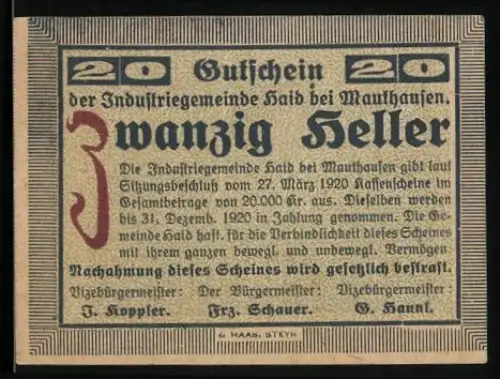 20 Gutschein 20
der Industriegemeinde Haid bei Mauthausen.
Zwanzig Heller
Die Industriegemeinde Haid bei Mauthausen gibt laut
Sitzungsbeschluß vom 27. März 1920 Kassenscheine im
Gesamtbetrage von 20.000 Kr. aus. Dieselben werden
bis 31. Dezemb. 1920 in Zahlung genommen. Die Ge-
meinde Haid haft. für die Verbindlichkeit dieses Scheines
mit ihrem ganzen bewegl. und unbewegl. Vermögen.
Nachahmung dieses Scheines wird gesetzlich bestraft.
Vizebürgermeister: Der Bürgermeister: Vizebürgermeister:
J. Koppler. Frz. Schauer. G. Hannl.
HAAS, STEYR